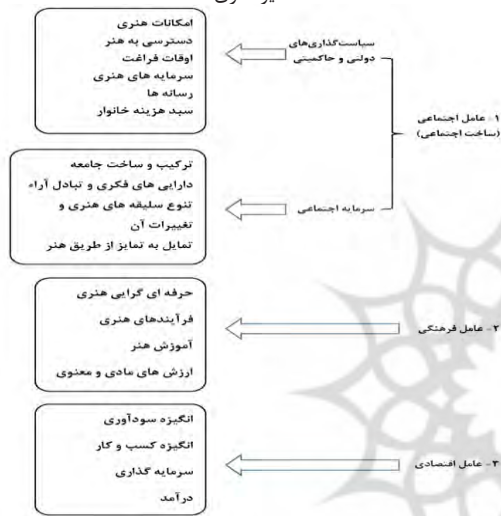 ۱- عامل اجتماعی
(ساخت اجتماعی)
سیاست‌گذاری‌های
دولتی و حاکمیتی
امکانات هنری
دسترسی به هنر
اوقات فراغت
سرمایه های هنری
رسانه ها
سبد هزینه خانوار
سرمایه اجتماعی
ترکیب و ساخت جامعه
دارایی های فکری و تبادل آراء
تنوع سلیقه های هنری و
تغییرات آن
تمایل به تمایز از طریق هنر
۲- عامل فرهنگی
حرفه ای گرایی هنری
فرآیندهای هنری
آموزش هنر
ارزش های مادی و معنوی
۳- عامل اقتصادی
انگیزه سودآوری
انگیزه کسب و کار
سرمایه گذاری
درآمد